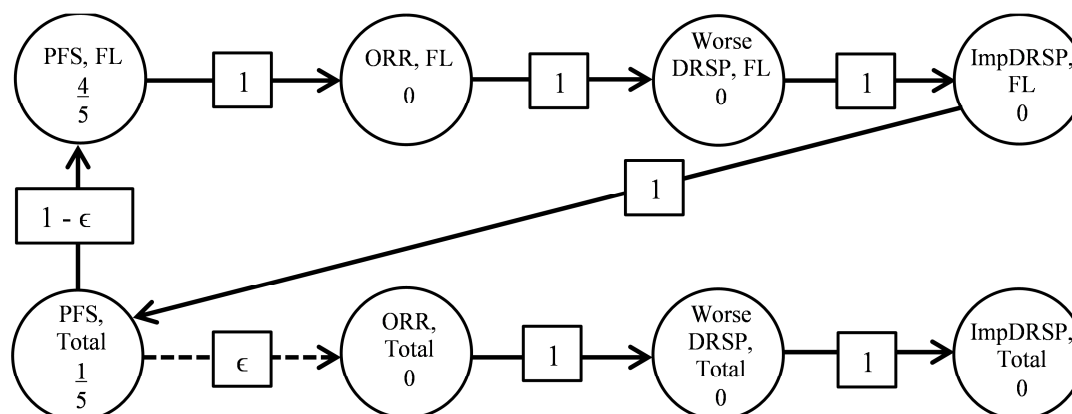 PFS, FL
4
5
1
ORR, FL
0
1
Worse
DRSP, FL
0
1
ImpDRSP,
FL
0
1 - ϵ
1
PFS,
Total
1
5
ϵ
ORR,
Total
0
1
Worse
DRSP,
Total
0
1
ImpDRSP,
Total
0